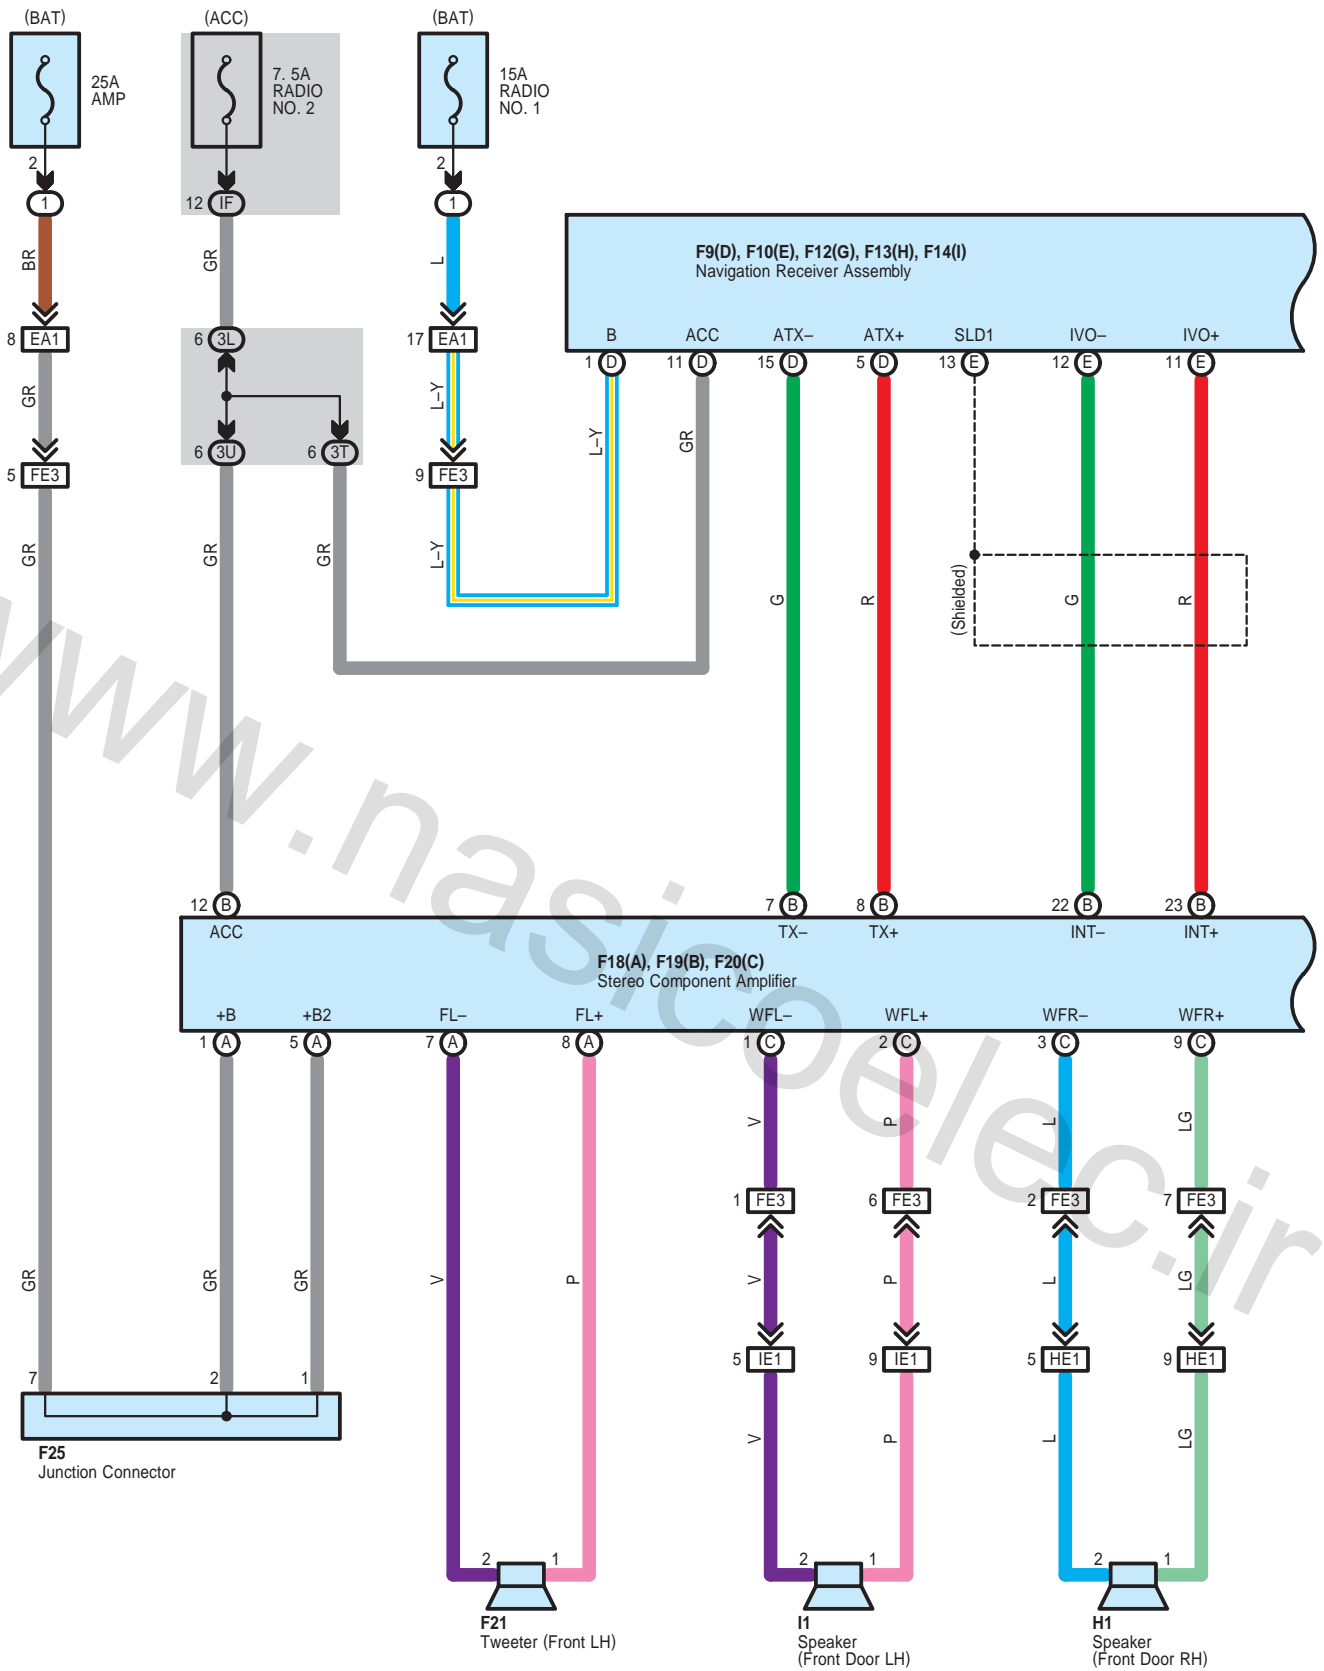 (BAT)
(ACC)
(BAT)
25A
AMP
7. 5A
RADIO
NO. 2
15A
RADIO
NO. 1
2
2
1
12 IF
1
BR
GR
L
F9(D), F10(E), F12(G), F13(H), F14(I)
Navigation Receiver Assembly
B ACC ATX– ATX+ SLD1 IVO– IVO+
8 EA1
6 3L
17 EA1
1 D
11 D
15 D
5 D
13 E
12 E
11 E
GR
L–Y
L–Y
GR
6 3U
6 3T
5 FE3
9 FE3
GR
GR
GR
L–Y
G
R
(Shielded)
G
R
12 B
7 B
8 B
22 B
23 B
ACC TX– TX+ INT– INT+
F18(A), F19(B), F20(C)
Stereo Component Amplifier
+B +B2 FL– FL+ WFL– WFL+ WFR– WFR+
1 A
5 A
7 A
8 A
1 C
2 C
3 C
9 C
V
P
L
LG
1 FE3
6 FE3
2 FE3
7 FE3
GR
GR
GR
V
P
V
P
L
LG
5 IE1
9 IE1
5 HE1
9 HE1
7 2 1
V
P
L
LG
F25
Junction Connector
2 1
2 1
2 1
F21
Tweeter (Front LH)
I1
Speaker
(Front Door LH)
H1
Speaker
(Front Door RH)
www.nasicoelec.ir